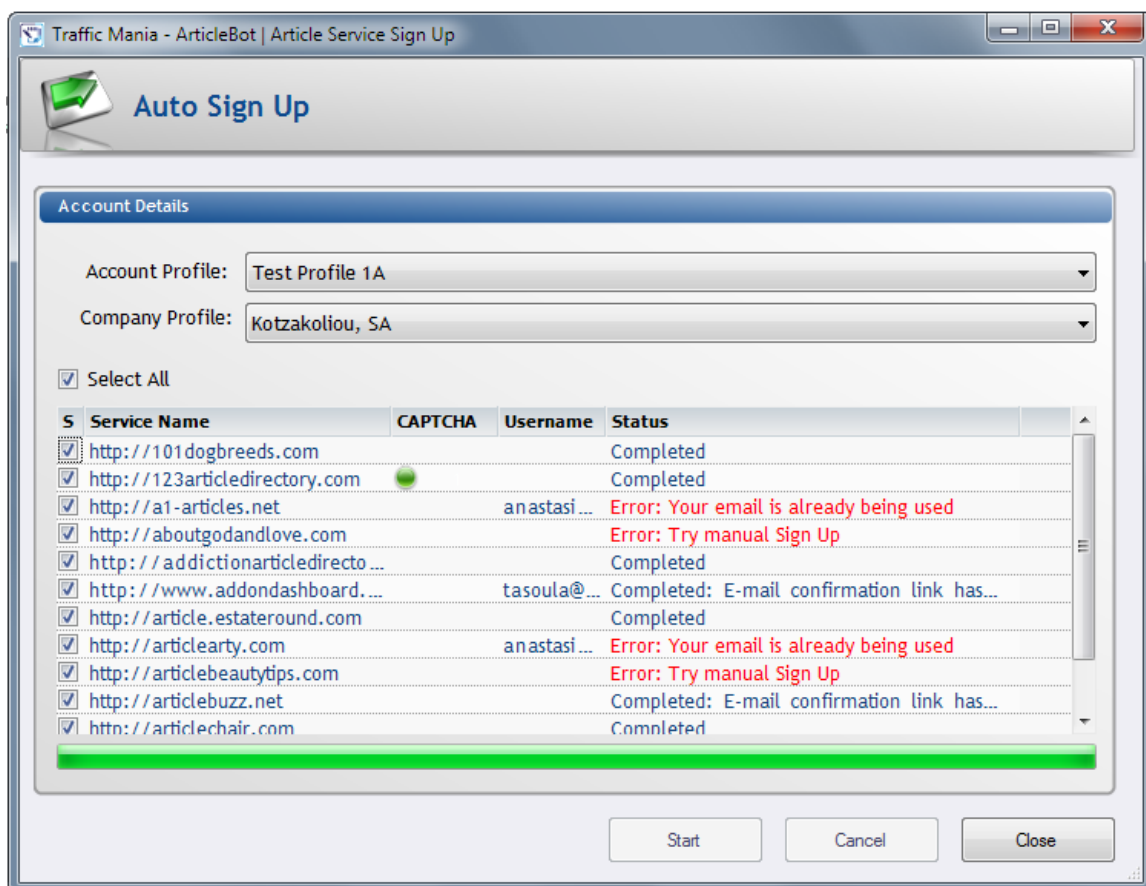 Traffic Mania - ArticleBot | Article Service Sign Up
Auto Sign Up
Account Details
Account Profile: Test Profile 1A
Company Profile: Kotzakoliou, SA
Select All
S Service Name CAPTCHA Username Status
http://101dogbreeds.com Completed
http://123articledirectory.com Completed
http://a1-articles.net anastasi... Error: Your email is already being used
http://aboutgodandlove.com Error: Try manual Sign Up
http://addictionarticledirecto... Completed
http://www.addondashboard.... tasoula@... Completed: E-mail confirmation link has...
http://article.estateround.com Completed
http://articlearty.com anastasi... Error: Your email is already being used
http://articlebeautytips.com Error: Try manual Sign Up
http://articlebuzz.net Completed: E-mail confirmation link has...
http://articlechair.com Completed
Start Cancel Close